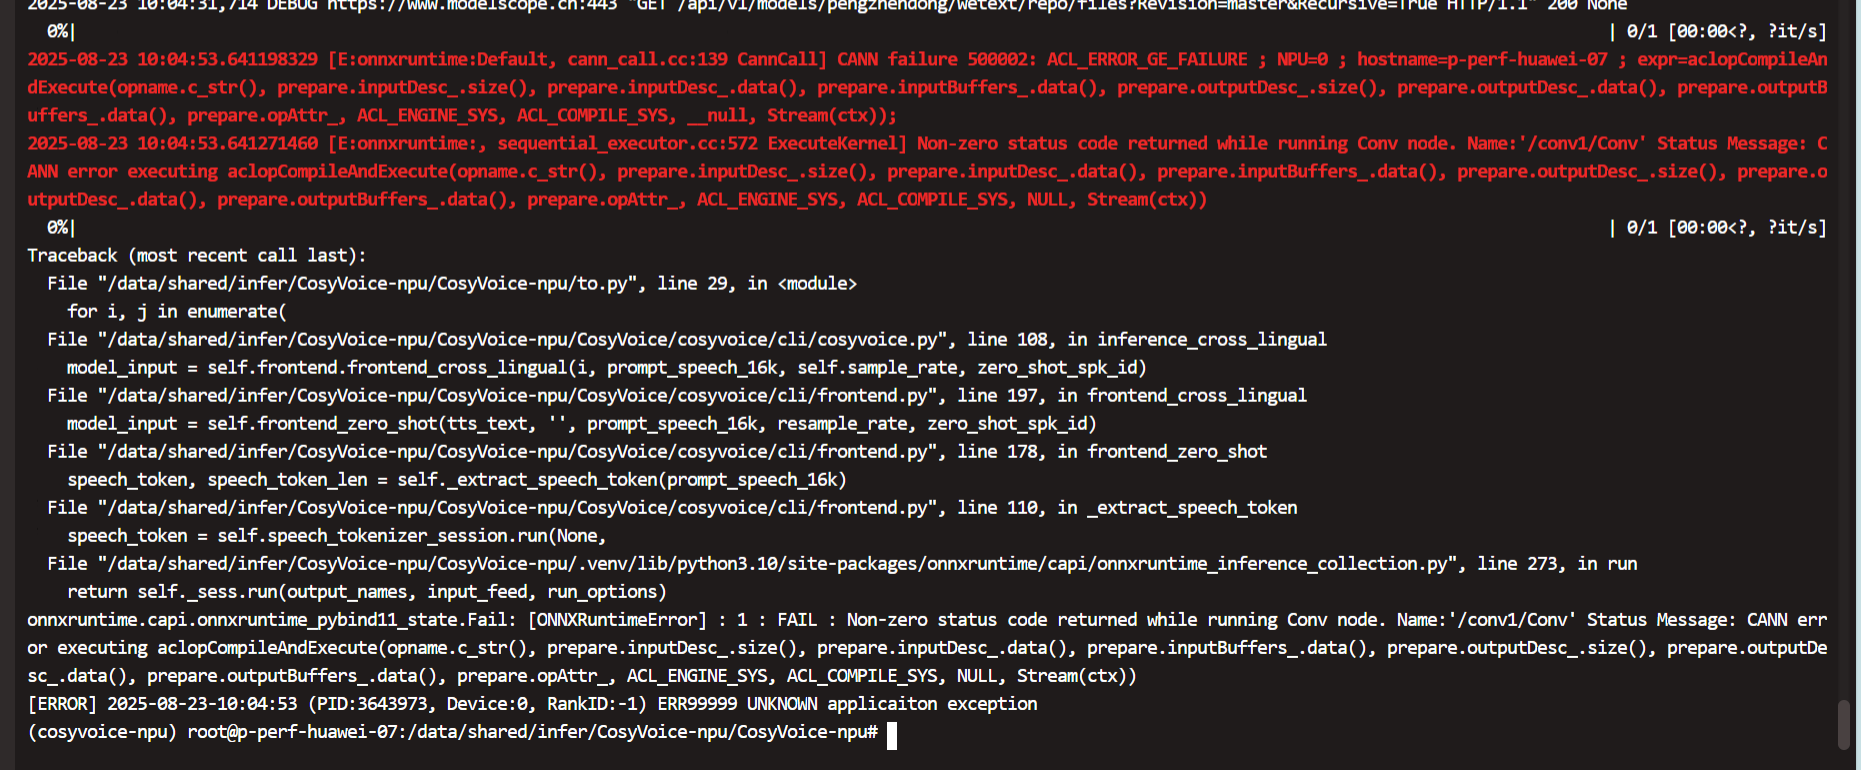 2025-08-23 10:04:31,714 DEBUG https://www.modelscope.cn:443 "GET /api/v1/models/pengzhendong/wetext/repo/files?Revision=master&Recursive=True HTTP/1.1" 200 None
0%| | 0/1 [00:00<?, ?it/s]
2025-08-23 10:04:53.641198329 [E:onnxruntime:Default, cann_call.cc:139 CannCall] CANN failure 500002: ACL_ERROR_GE_FAILURE ; NPU=0 ; hostname=p-perf-huawei-07 ; expr=aclopCompileAn
dExecute(opname.c_str(), prepare.inputDesc_.size(), prepare.inputDesc_.data(), prepare.inputBuffers_.data(), prepare.outputDesc_.size(), prepare.outputDesc_.data(), prepare.outputB
uffers_.data(), prepare.opAttr_, ACL_ENGINE_SYS, ACL_COMPILE_SYS, __null, Stream(ctx));
2025-08-23 10:04:53.641271460 [E:onnxruntime:, sequential_executor.cc:572 ExecuteKernel] Non-zero status code returned while running Conv node. Name:'/conv1/Conv' Status Message: C
ANN error executing aclopCompileAndExecute(opname.c_str(), prepare.inputDesc_.size(), prepare.inputDesc_.data(), prepare.inputBuffers_.data(), prepare.outputDesc_.size(), prepare.o
utputDesc_.data(), prepare.outputBuffers_.data(), prepare.opAttr_, ACL_ENGINE_SYS, ACL_COMPILE_SYS, NULL, Stream(ctx))
0%| | 0/1 [00:00<?, ?it/s]
Traceback (most recent call last):
File "/data/shared/infer/CosyVoice-npu/CosyVoice-npu/to.py", line 29, in <module>
for i, j in enumerate(
File "/data/shared/infer/CosyVoice-npu/CosyVoice-npu/CosyVoice/cosyvoice/cli/cosyvoice.py", line 108, in inference_cross_lingual
model_input = self.frontend.frontend_cross_lingual(i, prompt_speech_16k, self.sample_rate, zero_shot_spk_id)
File "/data/shared/infer/CosyVoice-npu/CosyVoice-npu/CosyVoice/cosyvoice/cli/frontend.py", line 197, in frontend_cross_lingual
model_input = self.frontend_zero_shot(tts_text, '', prompt_speech_16k, resample_rate, zero_shot_spk_id)
File "/data/shared/infer/CosyVoice-npu/CosyVoice-npu/CosyVoice/cosyvoice/cli/frontend.py", line 178, in frontend_zero_shot
speech_token, speech_token_len = self._extract_speech_token(prompt_speech_16k)
File "/data/shared/infer/CosyVoice-npu/CosyVoice-npu/CosyVoice/cosyvoice/cli/frontend.py", line 110, in _extract_speech_token
speech_token = self.speech_tokenizer_session.run(None,
File "/data/shared/infer/CosyVoice-npu/CosyVoice-npu/.venv/lib/python3.10/site-packages/onnxruntime/capi/onnxruntime_inference_collection.py", line 273, in run
return self._sess.run(output_names, input_feed, run_options)
onnxruntime.capi.onnxruntime_pybind11_state.Fail: [ONNXRuntimeError] : 1 : FAIL : Non-zero status code returned while running Conv node. Name:'/conv1/Conv' Status Message: CANN err
or executing aclopCompileAndExecute(opname.c_str(), prepare.inputDesc_.size(), prepare.inputDesc_.data(), prepare.inputBuffers_.data(), prepare.outputDesc_.size(), prepare.outputDe
sc_.data(), prepare.outputBuffers_.data(), prepare.opAttr_, ACL_ENGINE_SYS, ACL_COMPILE_SYS, NULL, Stream(ctx))
[ERROR] 2025-08-23-10:04:53 (PID:3643973, Device:0, RankID:-1) ERR99999 UNKNOWN applicaiton exception
(cosyvoice-npu) root@p-perf-huawei-07:/data/shared/infer/CosyVoice-npu/CosyVoice-npu#